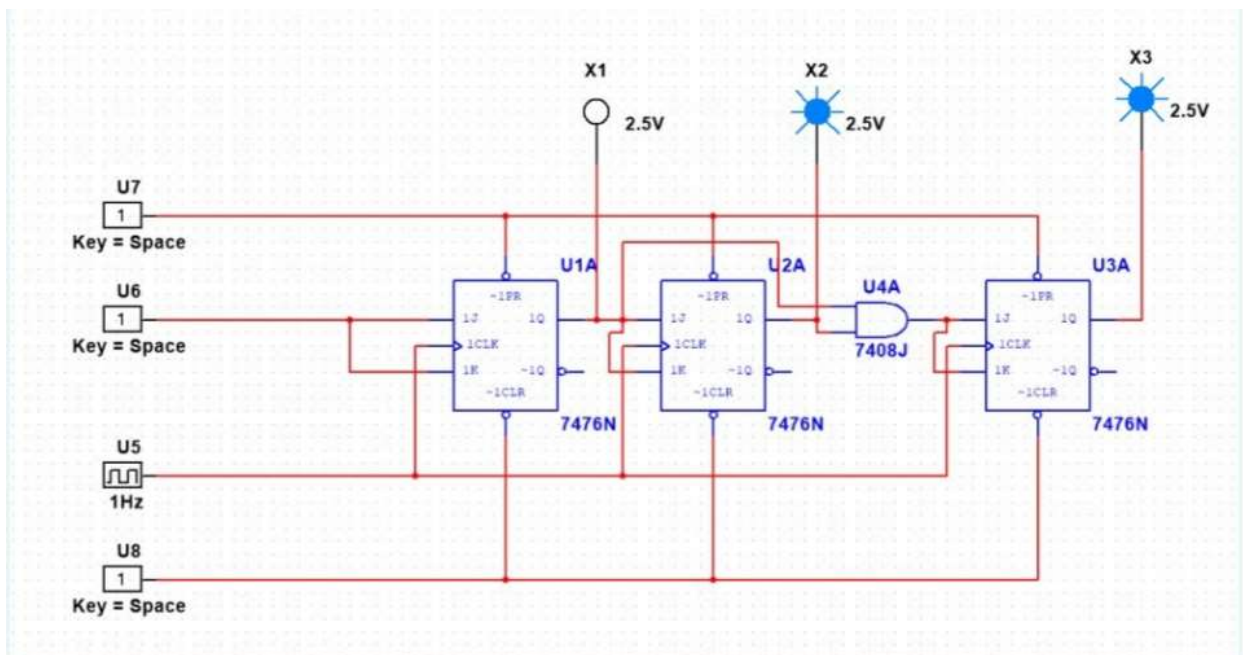 X1
X2
X3
2.5V
2.5V
2.5V
U7
1
Key = Space
U6
1
Key = Space
U5
1Hz
U8
1
Key = Space
U1A
~1PR
1J
1Q
1CLK
1K
~1Q
~1CLR
7476N
U2A
~1PR
1J
1Q
1CLK
1K
~1Q
~1CLR
7476N
U4A
7408J
U3A
~1PR
1J
1Q
1CLK
1K
~1Q
~1CLR
7476N